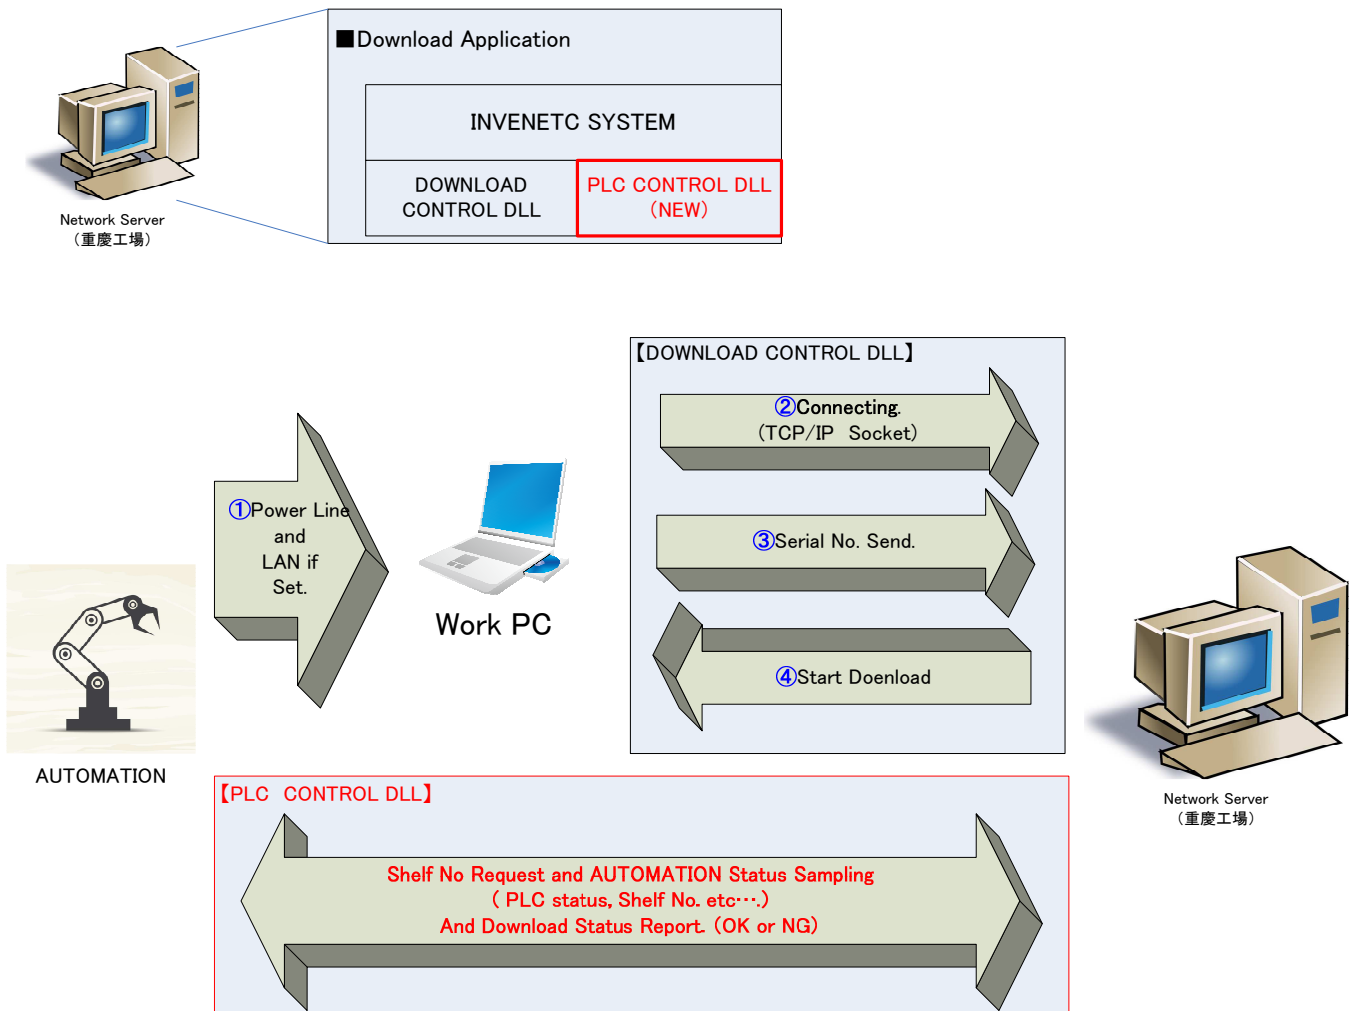 ■Download Application
INVENETC SYSTEM
DOWNLOAD
CONTROL DLL
PLC CONTROL DLL
(NEW)
Network Server
(重慶工場)
【DOWNLOAD CONTROL DLL】
②Connecting.
(TCP/IP Socket)
①Power Line
and
LAN if
Set.
③Serial No. Send.
Work PC
④Start Doenload
AUTOMATION
Network Server
(重慶工場)
【PLC CONTROL DLL】
Shelf No Request and AUTOMATION Status Sampling
( PLC status, Shelf No. etc….)
And Download Status Report. (OK or NG)